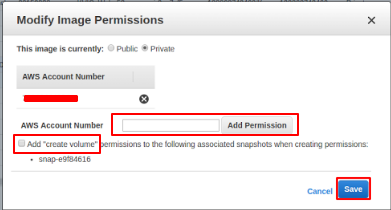 Modify Image Permissions
This image is currently: Public Private
AWS Account Number
AWS Account Number Add Permission
Add "create volume" permissions to the following associated snapshots when creating permissions:
snap-e9f84616
Cancel Save